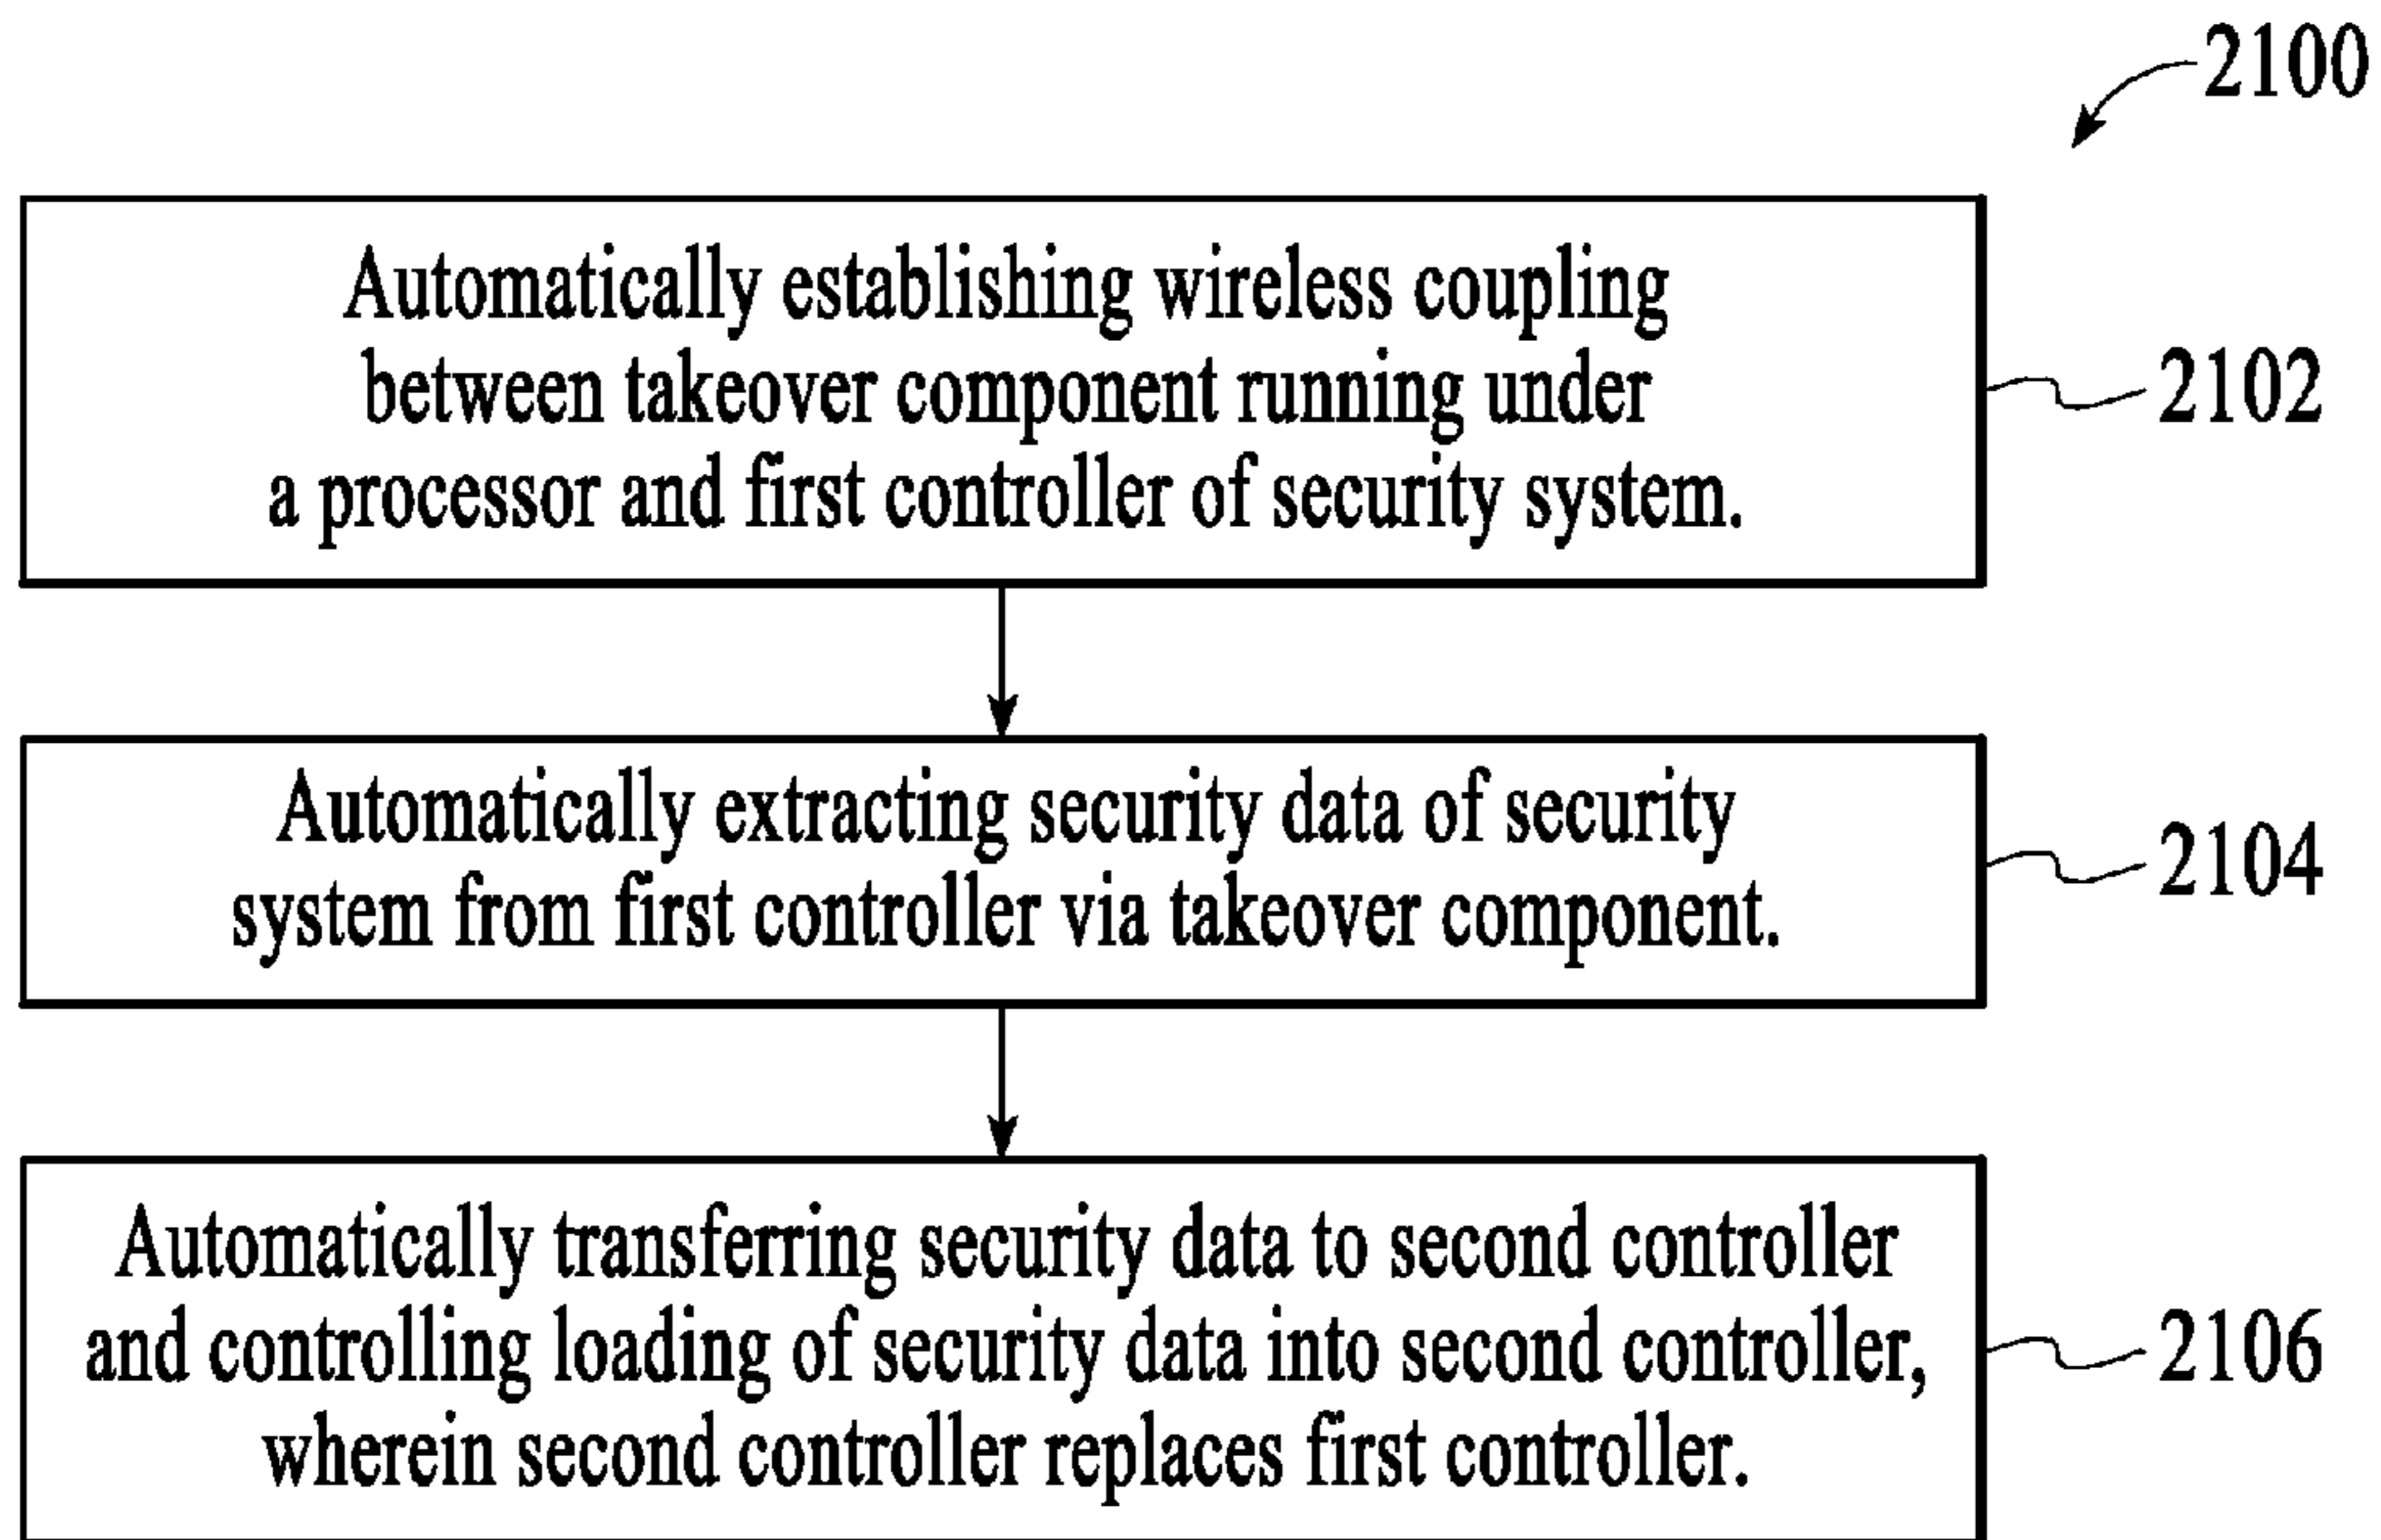 2100
Automatically establishing wireless coupling
between takeover component running under
a processor and first controller of security system.
2102
Automatically extracting security data of security
system from first controller via takeover component.
2104
Automatically transferring security data to second controller
and controlling loading of security data into second controller,
wherein second controller replaces first controller.
2106